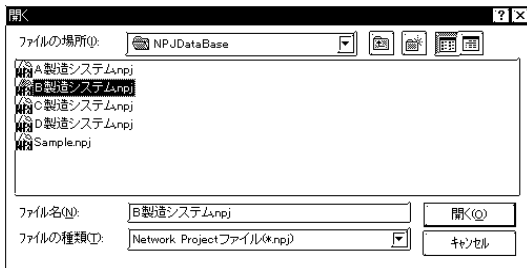 開く
ファイルの場所(I):
NPJDataBase
A製造システム.npj
B製造システム.npj
C製造システム.npj
D製造システム.npj
Sample.npj
ファイル名(N):
B製造システム.npj
開く(O)
ファイルの種類(T):
Network Projectファイル(*.npj)
キャンセル